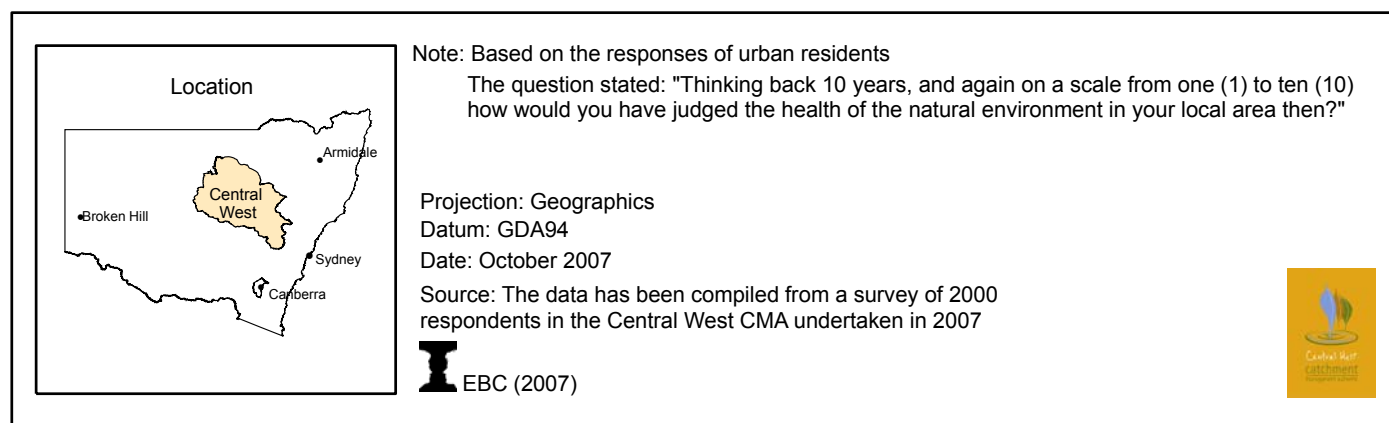 Location
Armidale
Central
West
Broken Hill
Sydney
Canberra
Note: Based on the responses of urban residents
The question stated: "Thinking back 10 years, and again on a scale from one (1) to ten (10)
how would you have judged the health of the natural environment in your local area then?"
Projection: Geographics
Datum: GDA94
Date: October 2007
Source: The data has been compiled from a survey of 2000
respondents in the Central West CMA undertaken in 2007
EBC (2007)
Central West
catchment